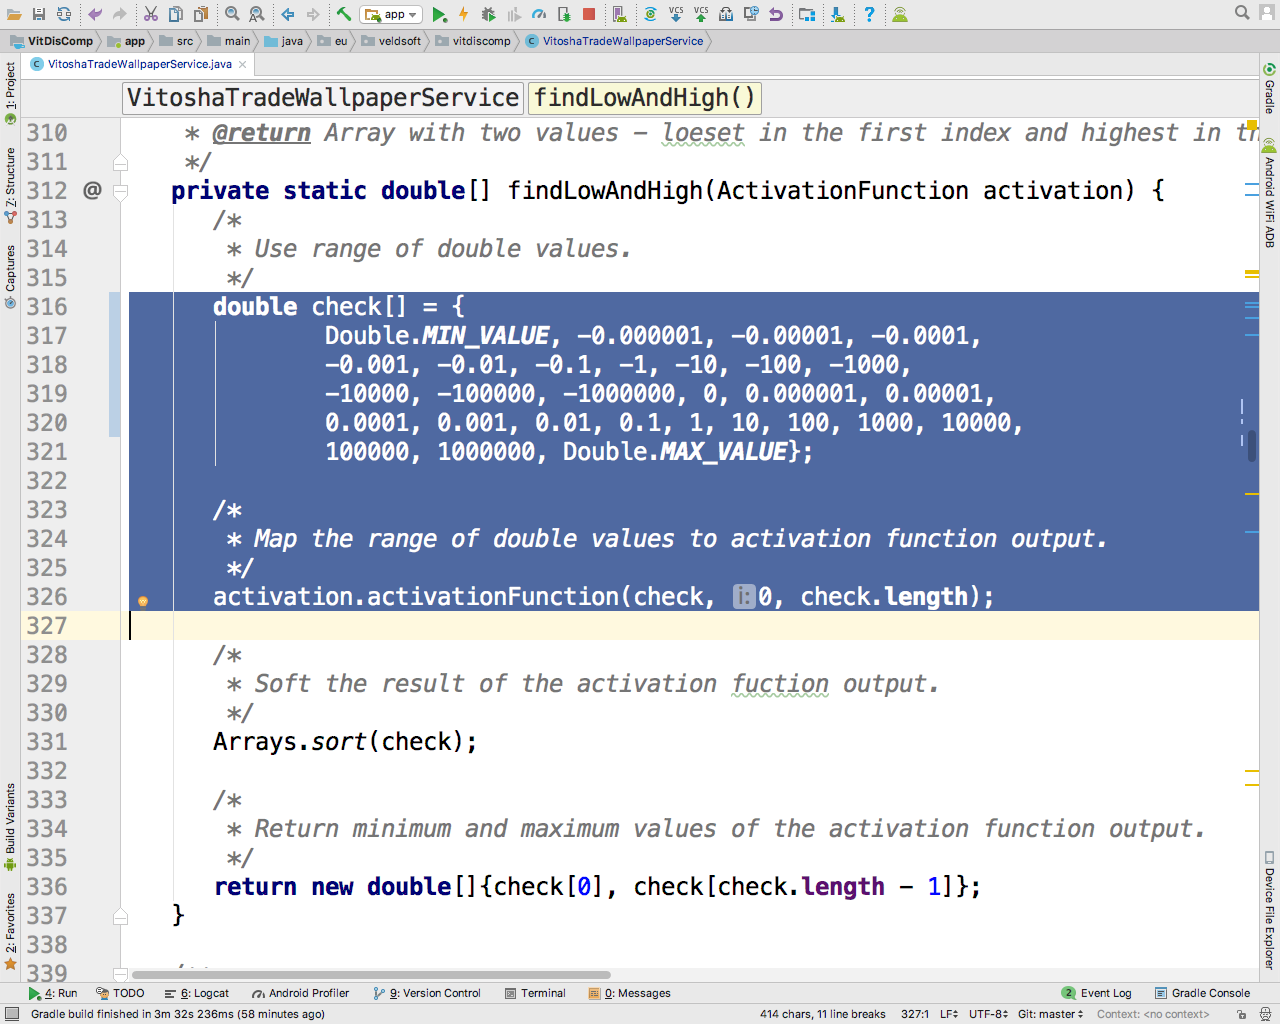 app
VCS VCS
VitDisComp app src main java eu veldsoft vitdiscomp VitoshaTradeWallpaperService
VitoshaTradeWallpaperService.java
VitoshaTradeWallpaperService findLowAndHigh()
310 * @return Array with two values - loeset in the first index and highest in th
311 */
312 @ private static double[] findLowAndHigh(ActivationFunction activation) {
313 /*
314 * Use range of double values.
315 */
316 double check[] = {
317 Double.MIN_VALUE, -0.000001, -0.00001, -0.0001,
318 -0.001, -0.01, -0.1, -1, -10, -100, -1000,
319 -10000, -100000, -1000000, 0, 0.000001, 0.00001,
320 0.0001, 0.001, 0.01, 0.1, 1, 10, 100, 1000, 10000,
321 100000, 1000000, Double.MAX_VALUE};
322
323 /*
324 * Map the range of double values to activation function output.
325 */
326 activation.activationFunction(check, i: 0, check.length);
327
328 /*
329 * Soft the result of the activation fuction output.
330 */
331 Arrays.sort(check);
332
333 /*
334 * Return minimum and maximum values of the activation function output.
335 */
336 return new double[]{check[0], check[check.length - 1]};
337 }
338
339
1: Project
7: Structure
Captures
Build Variants
2: Favorites
Gradle
Android WiFi ADB
Device File Explorer
4: Run TODO 6: Logcat Android Profiler 9: Version Control Terminal 0: Messages 2 Event Log Gradle Console
Gradle build finished in 3m 32s 236ms (58 minutes ago) 414 chars, 11 line breaks 327:1 LF UTF-8 Git: master Context: <no context>